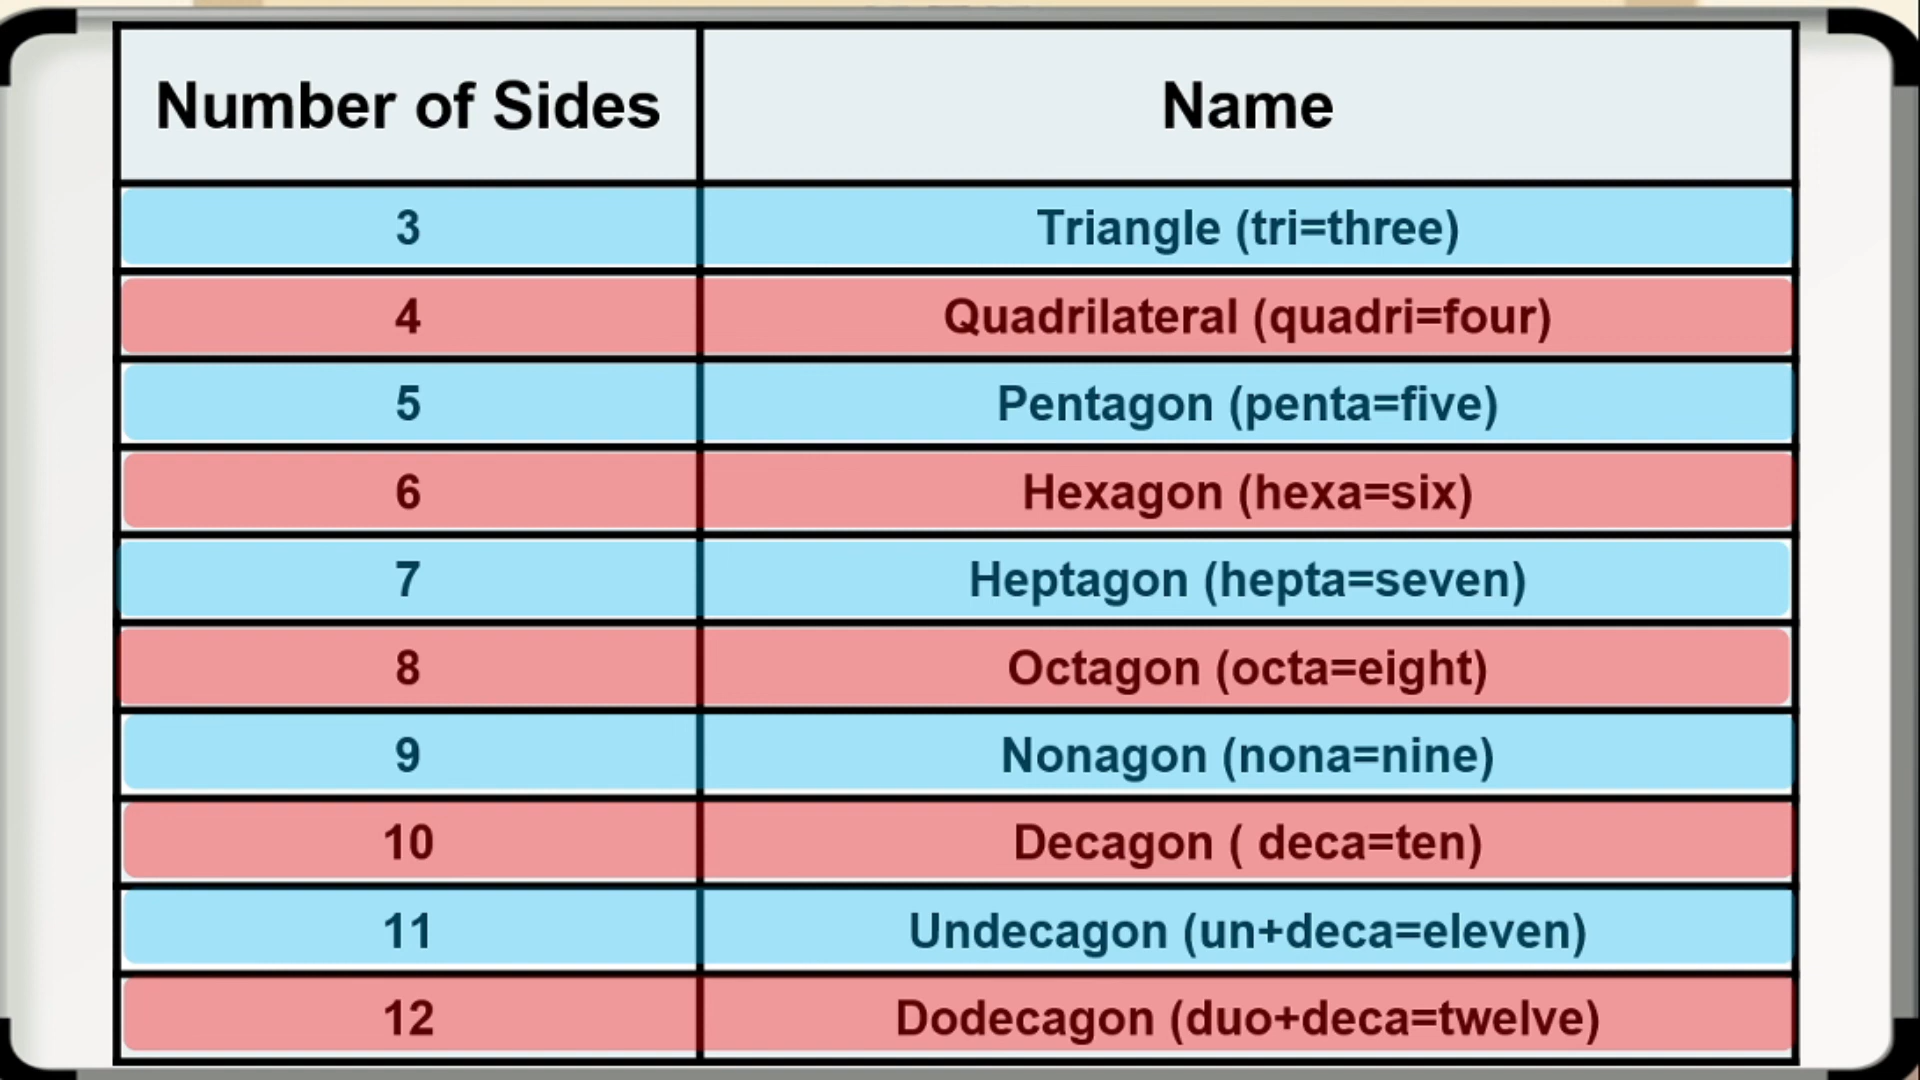 Number of Sides Name
3 Triangle (tri=three)
4 Quadrilateral (quadri=four)
5 Pentagon (penta=five)
6 Hexagon (hexa=six)
7 Heptagon (hepta=seven)
8 Octagon (octa=eight)
9 Nonagon (nona=nine)
10 Decagon ( deca=ten)
11 Undecagon (un+deca=eleven)
12 Dodecagon (duo+deca=twelve)